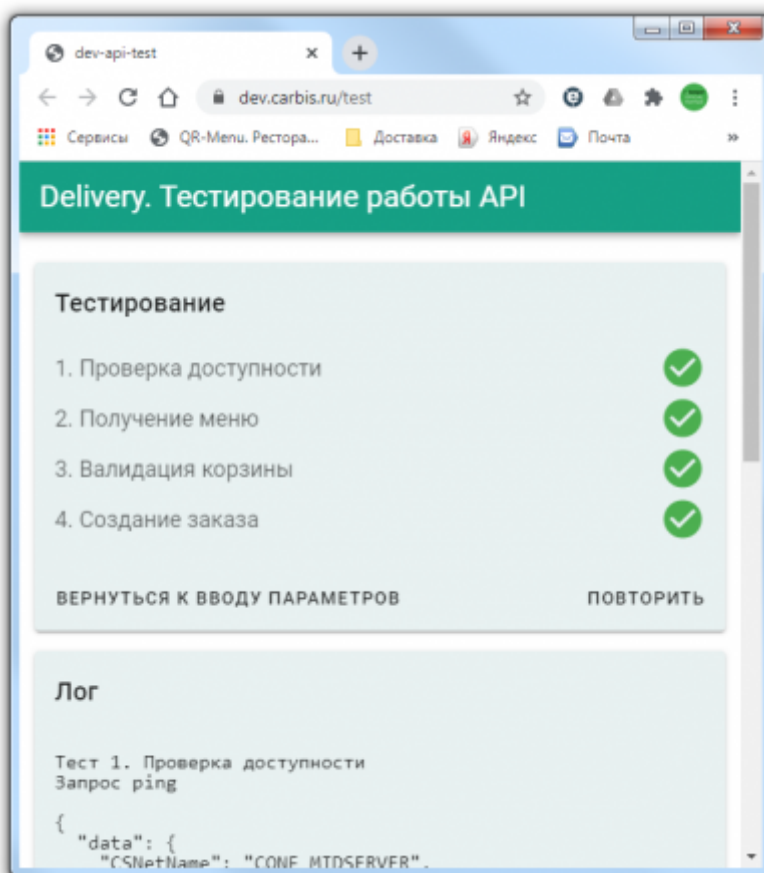 dev-api-test
dev.carbis.ru/test
Сервисы QR-Menu. Рестора... Доставка Яндекс Почта
Delivery. Тестирование работы API
Тестирование
1. Проверка доступности
2. Получение меню
3. Валидация корзины
4. Создание заказа
ВЕРНУТЬСЯ К ВВОДУ ПАРАМЕТРОВ ПОВТОРИТЬ
Лог
Тест 1. Проверка доступности
Запрос ping
{
"data": {
"CSNetName": "CONF_MIDSERVER",